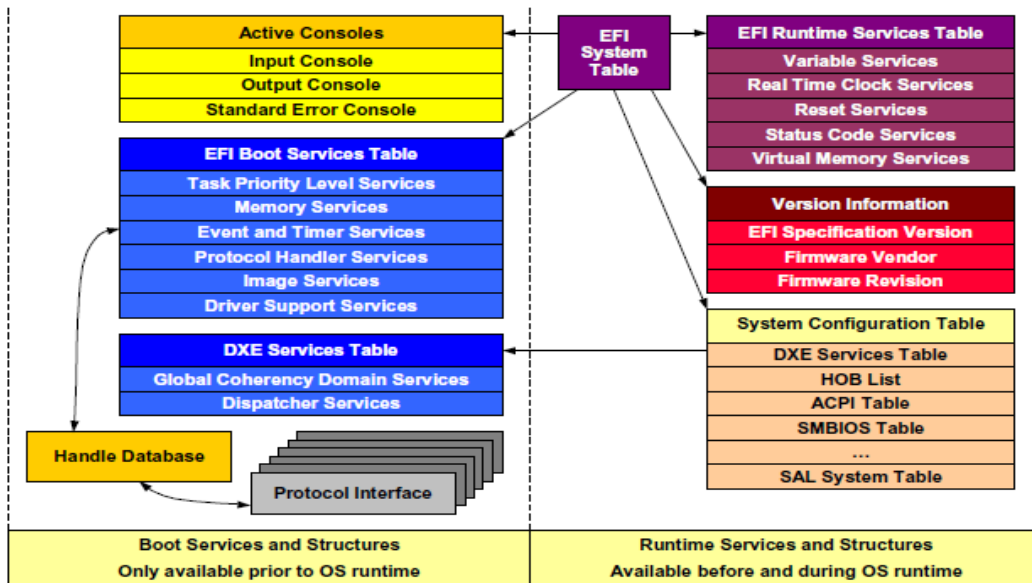 Active Consoles
Input Console
Output Console
Standard Error Console
EFI
System
Table
EFI Runtime Services Table
Variable Services
Real Time Clock Services
Reset Services
Status Code Services
Virtual Memory Services
EFI Boot Services Table
Task Priority Level Services
Memory Services
Event and Timer Services
Protocol Handler Services
Image Services
Driver Support Services
Version Information
EFI Specification Version
Firmware Vendor
Firmware Revision
DXE Services Table
Global Coherency Domain Services
Dispatcher Services
System Configuration Table
DXE Services Table
HOB List
ACPI Table
SMBIOS Table
...
SAL System Table
Handle Database
Protocol Interface
Boot Services and Structures
Only available prior to OS runtime
Runtime Services and Structures
Available before and during OS runtime